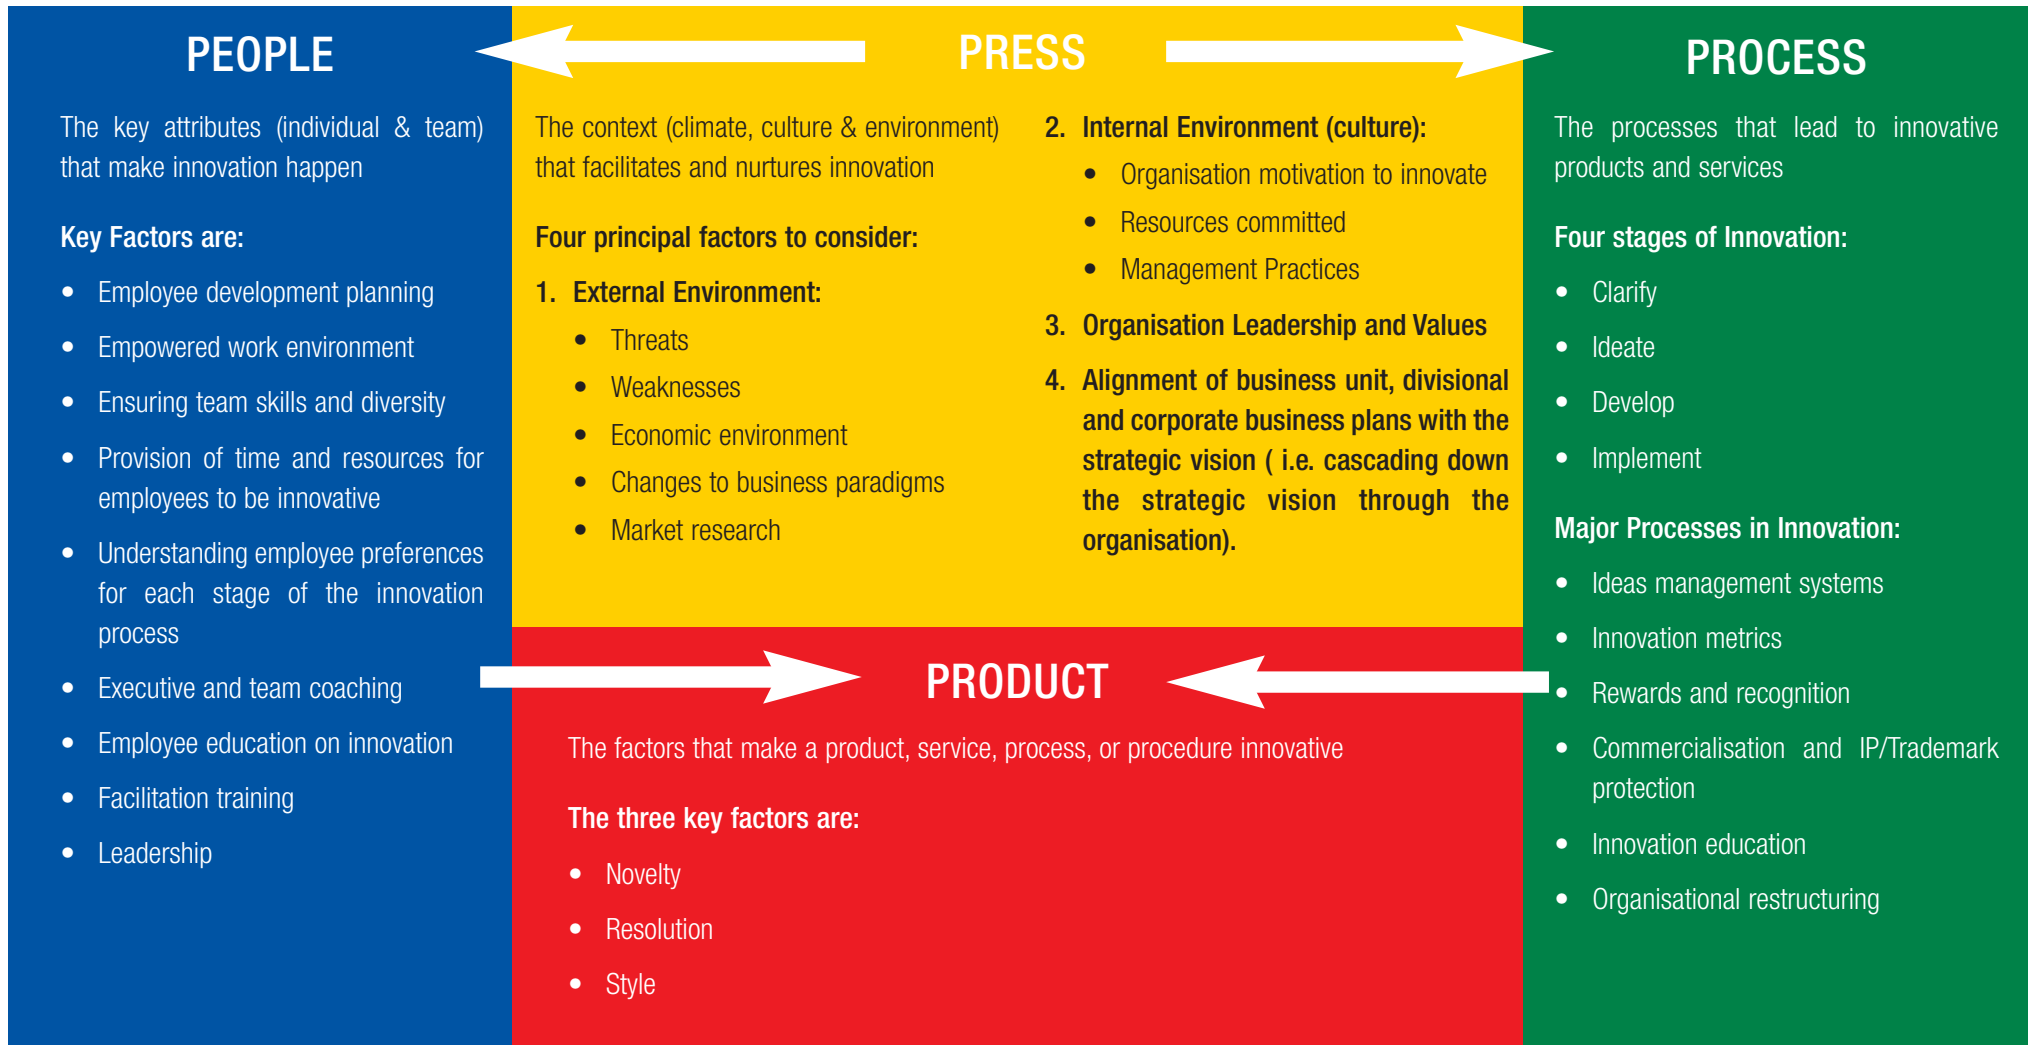 PEOPLE
The key attributes (individual & team)
that make innovation happen
Key Factors are:
• Employee development planning
• Empowered work environment
• Ensuring team skills and diversity
• Provision of time and resources for
employees to be innovative
• Understanding employee preferences
for each stage of the innovation
process
• Executive and team coaching
• Employee education on innovation
• Facilitation training
• Leadership
PRESS
The context (climate, culture & environment)
that facilitates and nurtures innovation
Four principal factors to consider:
1. External Environment:
• Threats
• Weaknesses
• Economic environment
• Changes to business paradigms
• Market research
2. Internal Environment (culture):
• Organisation motivation to innovate
• Resources committed
• Management Practices
3. Organisation Leadership and Values
4. Alignment of business unit, divisional
and corporate business plans with the
strategic vision ( i.e. cascading down
the strategic vision through the
organisation).
PRODUCT
The factors that make a product, service, process, or procedure innovative
The three key factors are:
• Novelty
• Resolution
• Style
PROCESS
The processes that lead to innovative
products and services
Four stages of Innovation:
• Clarify
• Ideate
• Develop
• Implement
Major Processes in Innovation:
• Ideas management systems
• Innovation metrics
• Rewards and recognition
• Commercialisation and IP/Trademark
protection
• Innovation education
• Organisational restructuring